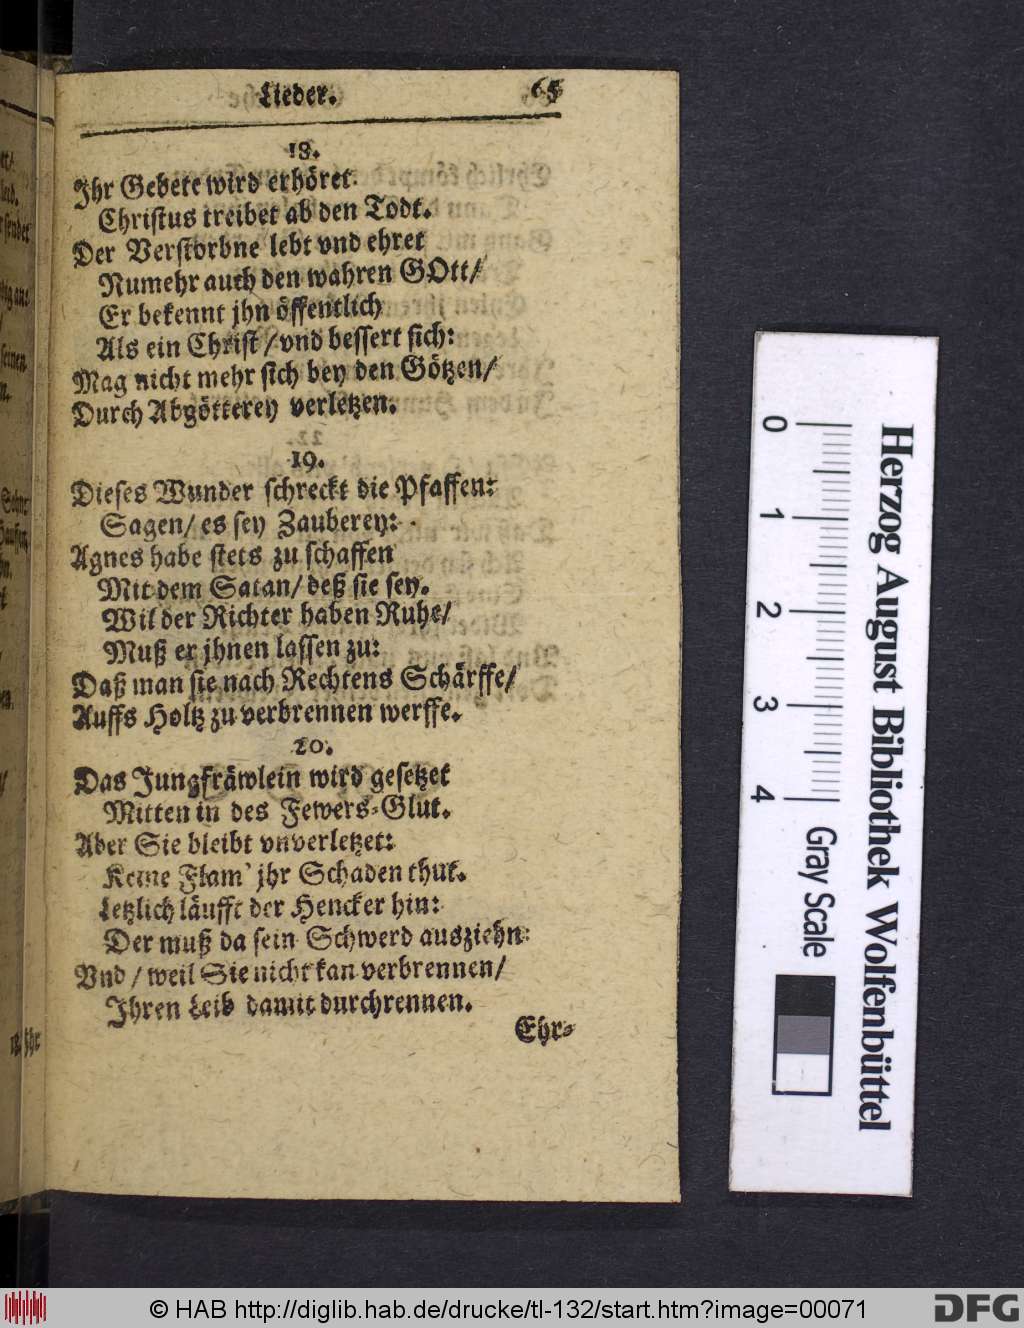 Lieder. 65
18.
Jhr Gebete wird erhöret
Christus treibet ab den Todt.
Der Verstorbne lebt vnd ehret
Numehr auch den wahren GOtt/
Er bekennt jhn öffentlich
Als ein Christ/ vnd bessert sich:
Mag nicht mehr sich bey den Götzen/
Durch Abgötterey verletzen.
19.
Dieses Wunder schreckt die Pfaffen:
Sagen/ es sey Zauberey:
Agnes habe stets zu schaffen
Mit dem Satan/ deß sie sey.
Wil der Richter haben Ruhe/
Muß er jhnen lassen zu:
Daß man sie nach Rechtens Schärffe/
Auffs Holtz zu verbrennen werffe.
20.
Das Jungfräwlein wird gesetzet
Mitten in des Fewers-Glut.
Aber Sie bleibt vnverletzet:
Keine Flam' jhr Schaden thut.
Letzlich läufft der Hencker hin:
Der muß da sein Schwerd ausziehn:
Vnd/ weil Sie nicht kan verbrennen/
Jhren Leib damit durchrennen.
Ehr-
0 1 2 3 4
Gray Scale
Herzog August Bibliothek Wolfenbüttel
© HAB http://diglib.hab.de/drucke/tl-132/start.htm?image=00071
DFG